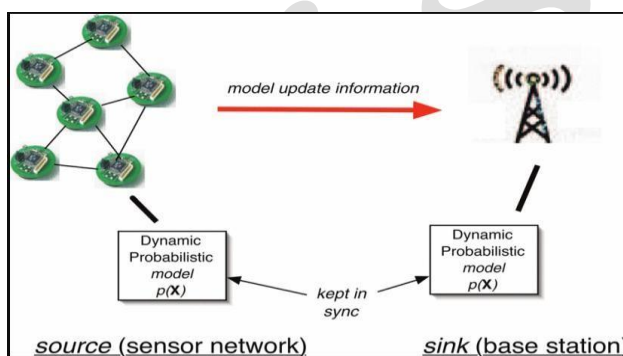 model update information
Dynamic
Probabilistic
model
p(X)
Dynamic
Probabilistic
model
p(X)
kept in
sync
source (sensor network)
sink (base station)